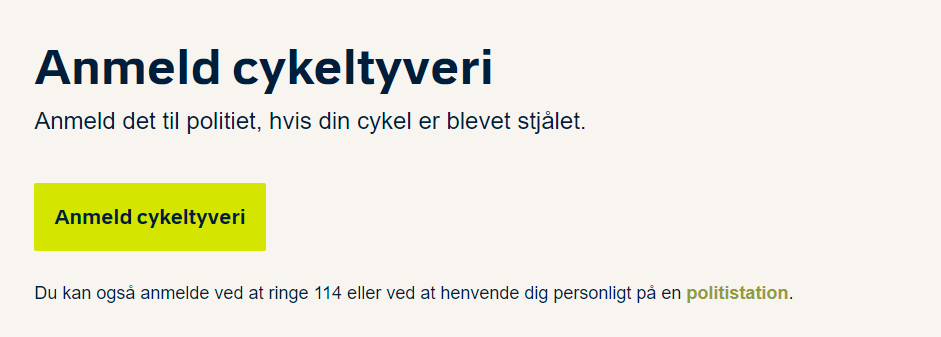 Anmeld cykeltyveri
Anmeld det til politiet, hvis din cykel er blevet stjålet.
Anmeld cykeltyveri
Du kan også anmelde ved at ringe 114 eller ved at henvende dig personligt på en politistation.